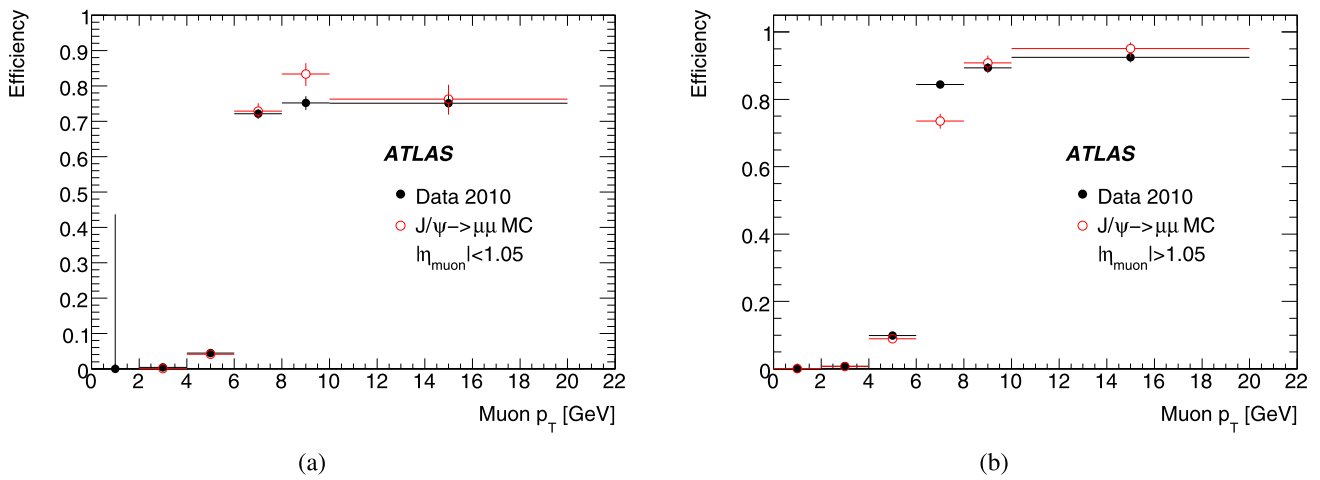 Efficiency
1
0.9
0.8
0.7
0.6
0.5
0.4
0.3
0.2
0.1
0
0 2 4 6 8 10 12 14 16 18 20 22
Muon p_T [GeV]
ATLAS
Data 2010
J/ψ−>μμ MC
|η_muon|<1.05
(a)
Efficiency
1
0.8
0.6
0.4
0.2
0
0 2 4 6 8 10 12 14 16 18 20 22
Muon p_T [GeV]
ATLAS
Data 2010
J/ψ−>μμ MC
|η_muon|>1.05
(b)